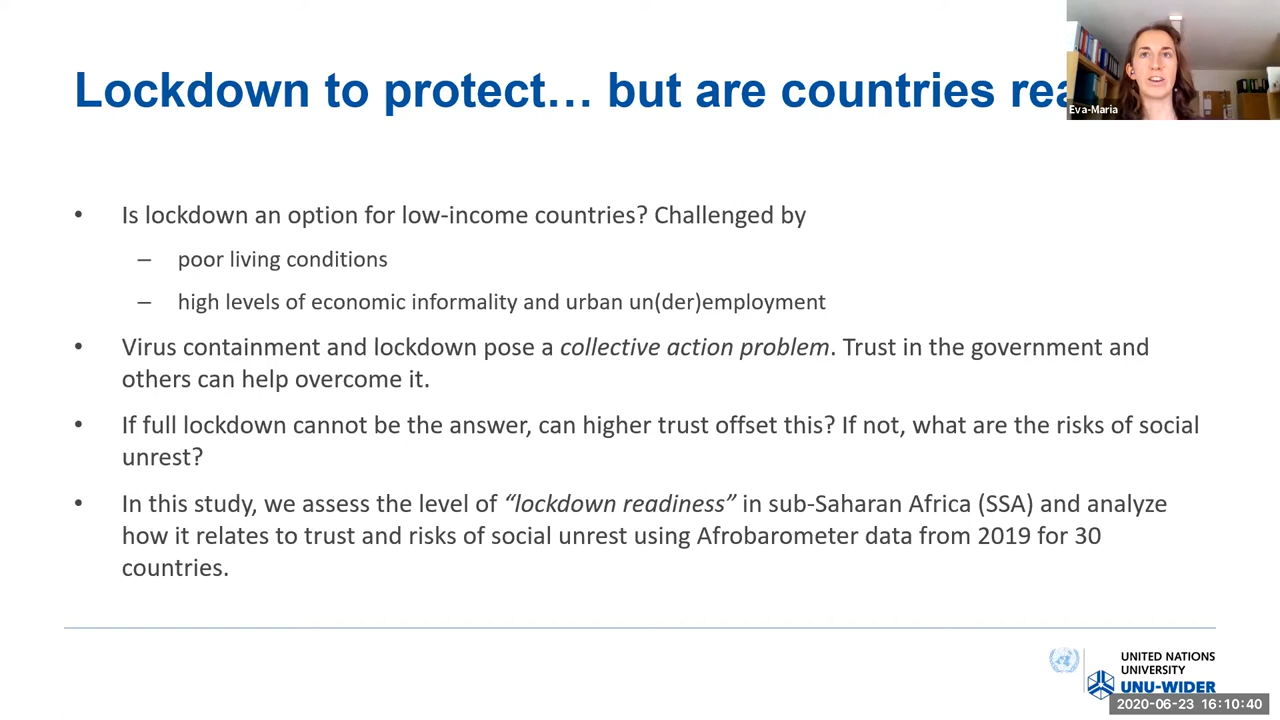 Lockdown to protect… but are countries rea
Eva-Maria
• Is lockdown an option for low-income countries? Challenged by
– poor living conditions
– high levels of economic informality and urban un(der)employment
• Virus containment and lockdown pose a collective action problem. Trust in the government and
others can help overcome it.
• If full lockdown cannot be the answer, can higher trust offset this? If not, what are the risks of social
unrest?
• In this study, we assess the level of “lockdown readiness” in sub-Saharan Africa (SSA) and analyze
how it relates to trust and risks of social unrest using Afrobarometer data from 2019 for 30
countries.
UNITED NATIONS
UNIVERSITY
UNU-WIDER
2020-06-23 16:10:40